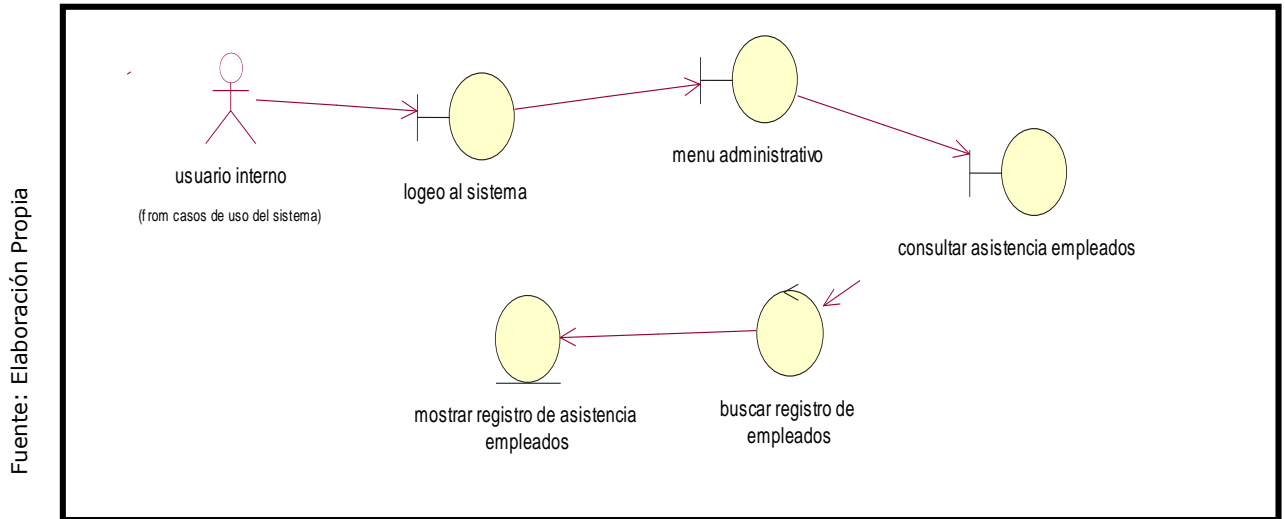 usuario interno
(from casos de uso del sistema)
logeo al sistema
menu administrativo
consultar asistencia empleados
mostrar registro de asistencia
empleados
buscar registro de
empleados
Fuente: Elaboración Propia